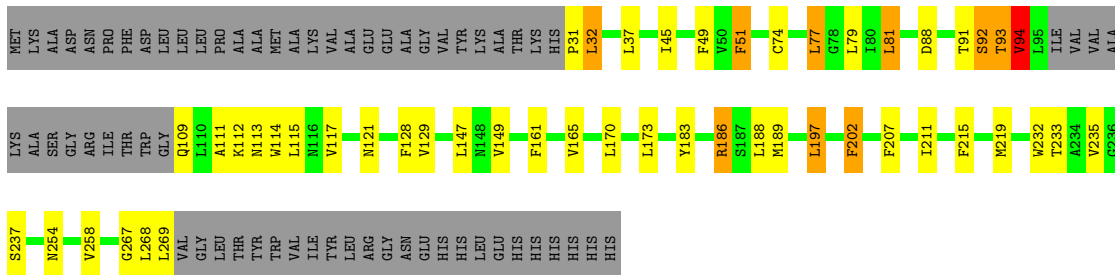 MET LYS ALA ASP ASN PRO PHE ASP LEU LEU LEU PRO ALA ALA MET ALA LYS VAL ALA GLU GLU ALA GLY VAL TYR LYS ALA THR LYS HIS P31 L32 L37 I45 F49 V50 F51 C74 L77 G78 L79 I80 L81 D88 T91 S92 T93 V94 L95 ILE VAL VAL ALA
LYS ALA SER GLY ARG ILE THR TRP GLY Q109 L110 A111 K112 N113 W114 L115 N116 V117 N121 F128 V129 L147 N148 V149 F161 V165 L170 L173 Y183 R186 S187 L188 M189 L197 F202 F207 I211 F215 M219 W232 T233 A234 V235 G236
S237 N254 V258 G267 L268 L269 VAL GLY LEU THR TYR TRP VAL ILE TYR LEU ARG GLY ASN GLU HIS HIS LEU GLU HIS HIS HIS HIS HIS HIS